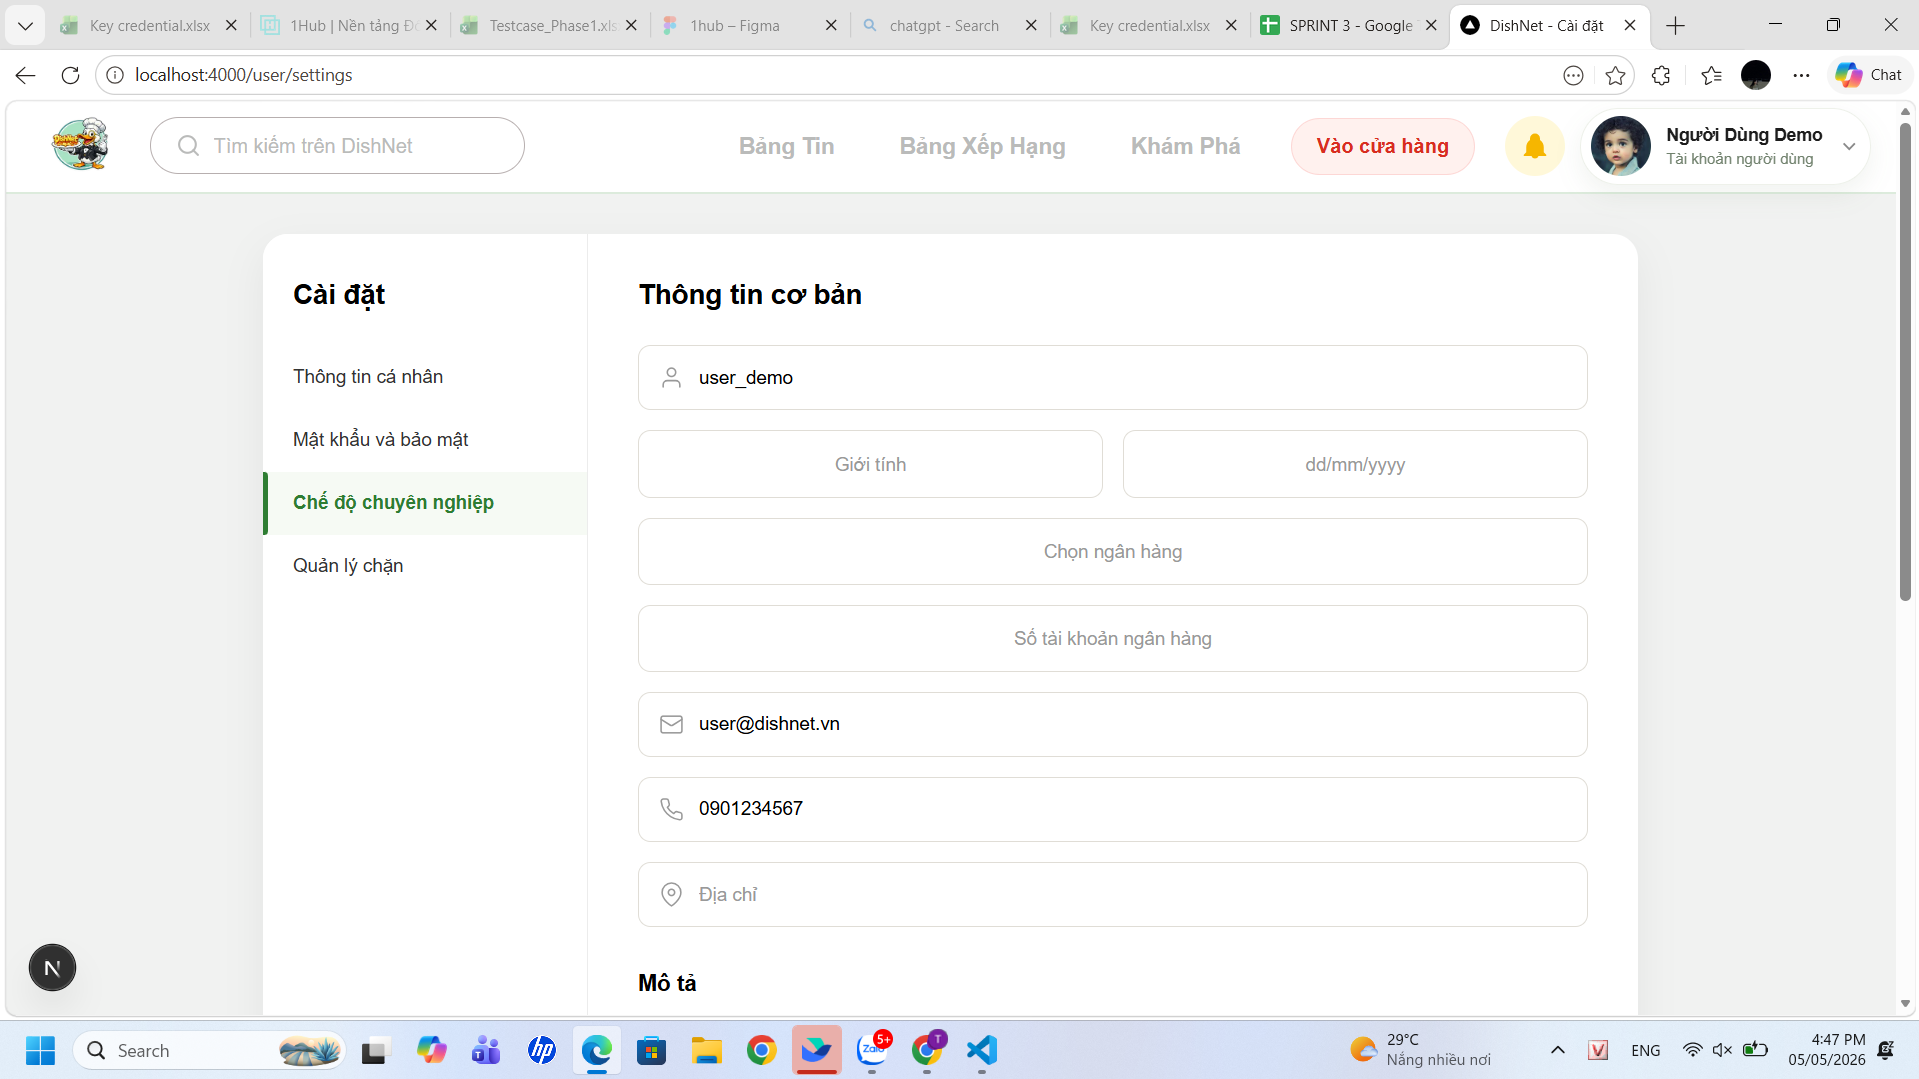 Key credential.xlsx
1Hub | Nền tảng Đố
Testcase_Phase1.xls
1hub – Figma
chatgpt - Search
Key credential.xlsx
SPRINT 3 - Google
DishNet - Cài đặt
localhost:4000/user/settings
Chat
Tìm kiếm trên DishNet
Bảng Tin
Bảng Xếp Hạng
Khám Phá
Vào cửa hàng
Người Dùng Demo
Tài khoản người dùng
Cài đặt
Thông tin cá nhân
Mật khẩu và bảo mật
Chế độ chuyên nghiệp
Quản lý chặn
Thông tin cơ bản
user_demo
Giới tính
dd/mm/yyyy
Chọn ngân hàng
Số tài khoản ngân hàng
user@dishnet.vn
0901234567
Địa chỉ
Mô tả
N
Search
hp
Zalo
5+
T
29°C
Nắng nhiều nơi
V
ENG
4:47 PM
05/05/2026